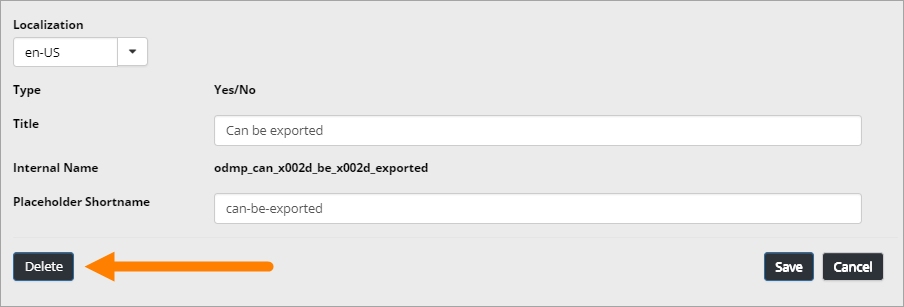 Localization
en-US
Type Yes/No
Title Can be exported
Internal Name odmp_can_x002d_be_x002d_exported
Placeholder Shortname can-be-exported
Delete Save Cancel